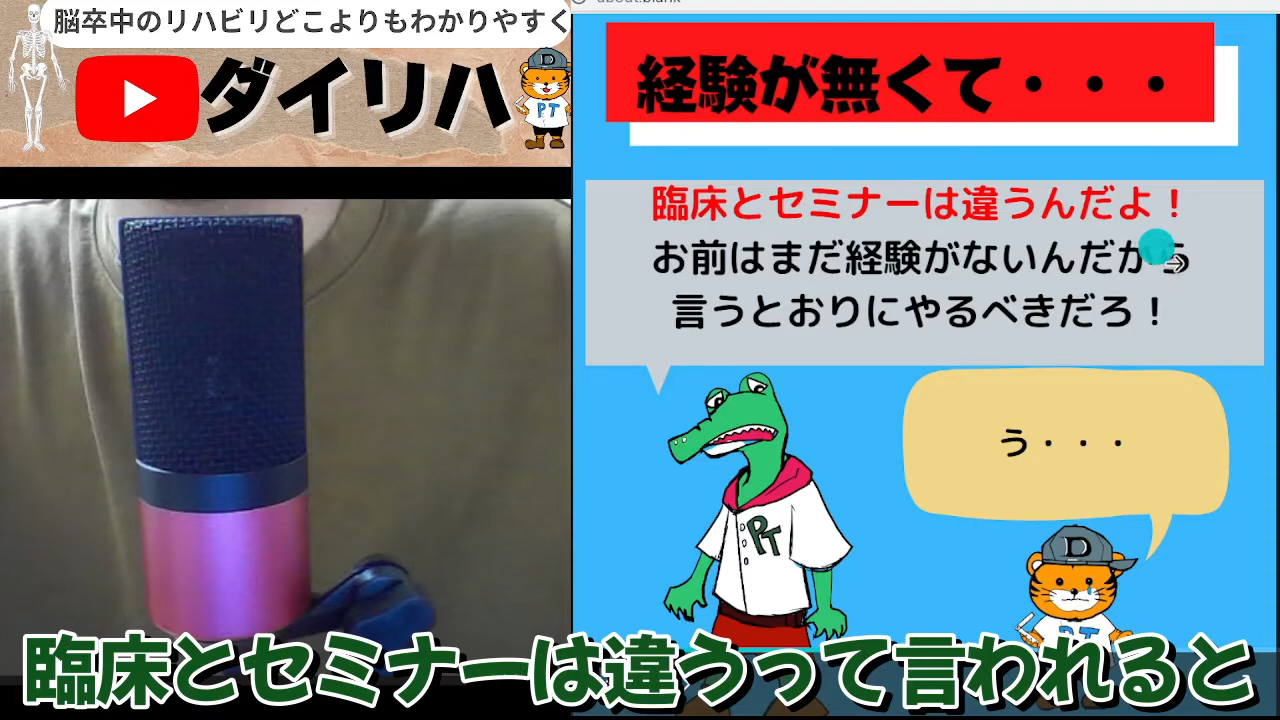 脳卒中のリハビリどこよりもわかりやすく
ダイリハ
PT
経験が無くて・・・
臨床とセミナーは違うんだよ！
お前はまだ経験がないんだから
言うとおりにやるべきだろ！
う・・・
PT
D
PT
臨床とセミナーは違うって言われると